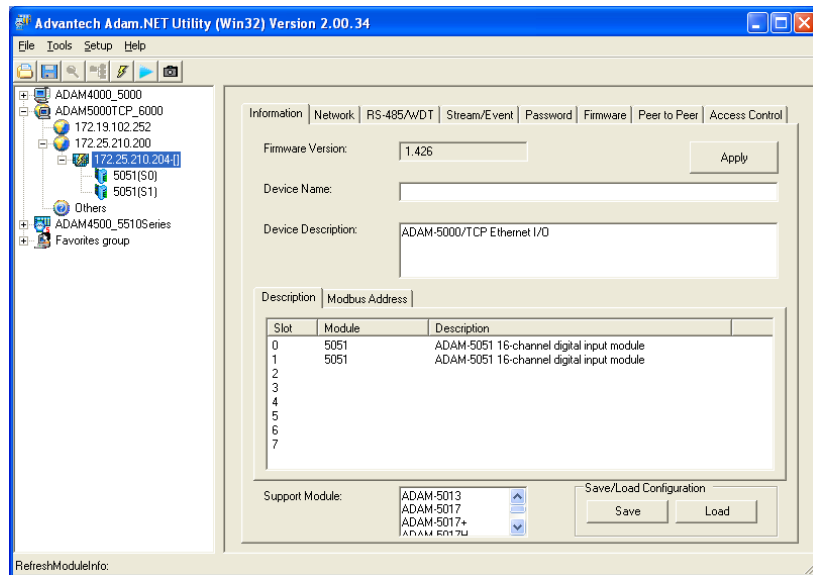 Advantech Adam.NET Utility (Win32) Version 2.00.34
File Tools Setup Help
ADAM4000_5000
ADAM5000TCP_6000
172.19.102.252
172.25.210.200
172.25.210.204-[]
5051(S0)
5051(S1)
Others
ADAM4500_5510Series
Favorites group
Information Network RS-485/WDT Stream/Event Password Firmware Peer to Peer Access Control
Firmware Version: 1.426 Apply
Device Name:
Device Description: ADAM-5000/TCP Ethernet I/O
Description Modbus Address
Slot Module Description
0 5051 ADAM-5051 16-channel digital input module
1 5051 ADAM-5051 16-channel digital input module
2
3
4
5
6
7
Support Module: ADAM-5013
ADAM-5017
ADAM-5017+
ADAM-5017H
Save/Load Configuration
Save Load
RefreshModuleInfo: